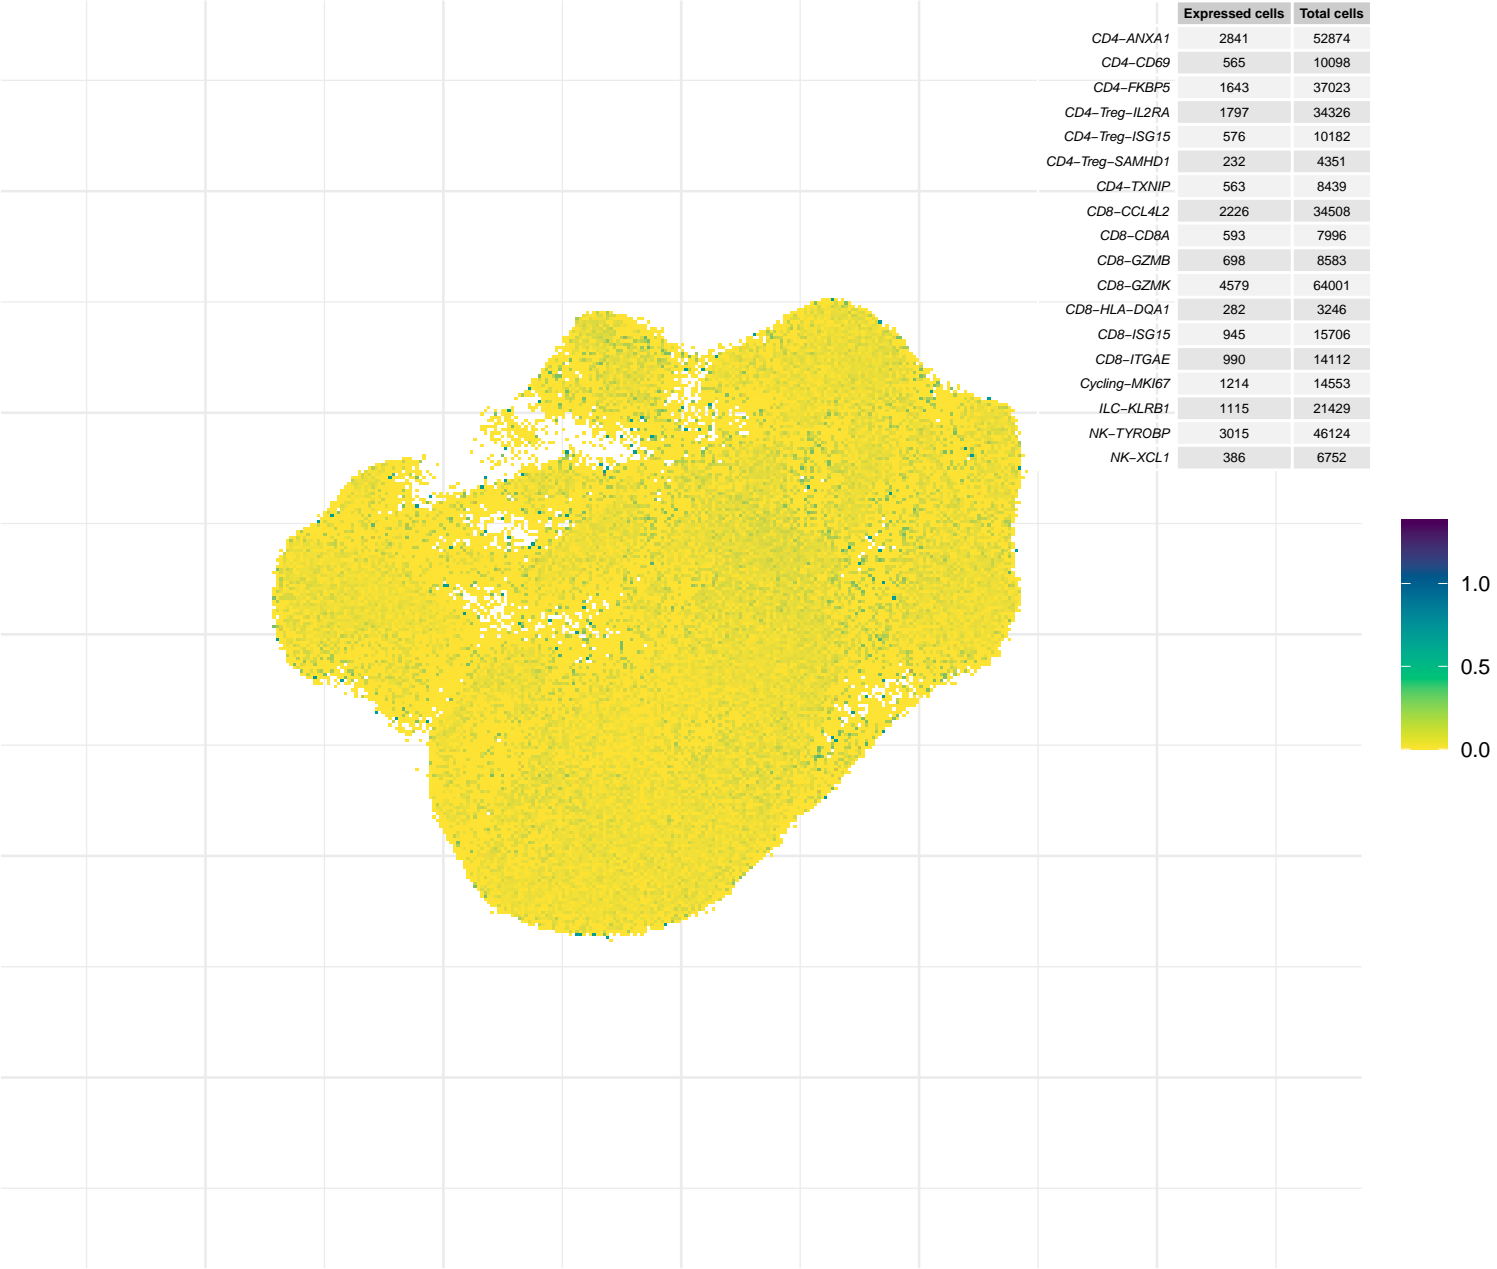 Expressed cells Total cells
CD4−ANXA1 2841 52874
CD4−CD69 565 10098
CD4−FKBP5 1643 37023
CD4−Treg−IL2RA 1797 34326
CD4−Treg−ISG15 576 10182
CD4−Treg−SAMHD1 232 4351
CD4−TXNIP 563 8439
CD8−CCL4L2 2226 34508
CD8−CD8A 593 7996
CD8−GZMB 698 8583
CD8−GZMK 4579 64001
CD8−HLA−DQA1 282 3246
CD8−ISG15 945 15706
CD8−ITGAE 990 14112
Cycling−MKI67 1214 14553
ILC−KLRB1 1115 21429
NK−TYROBP 3015 46124
NK−XCL1 386 6752
1.0
0.5
0.0